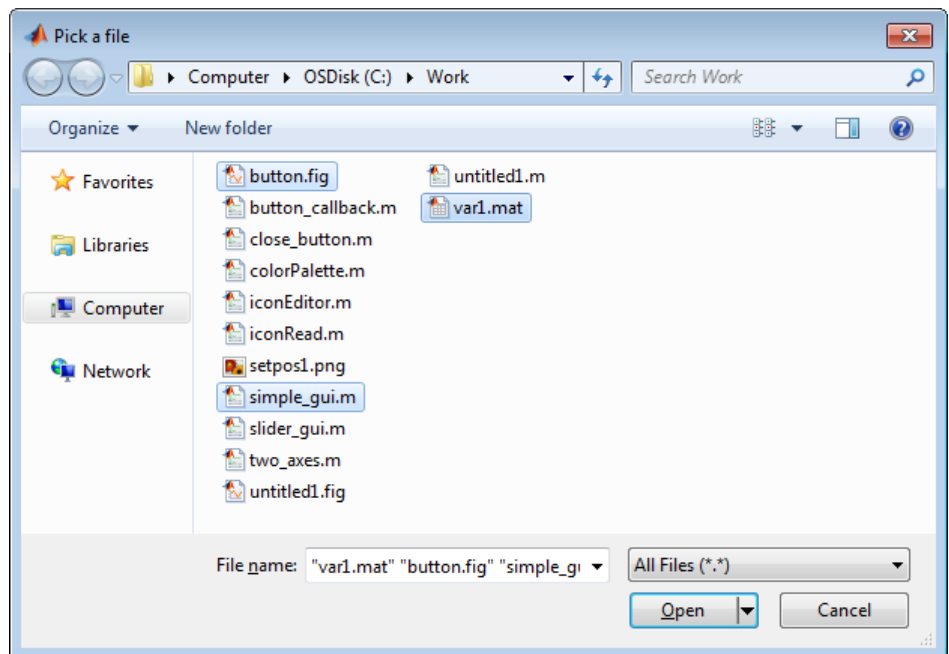 Pick a file
Computer OSDisk (C:) Work
Search Work
Organize
New folder
Favorites
Libraries
Computer
Network
button.fig
button_callback.m
close_button.m
colorPalette.m
iconEditor.m
iconRead.m
setpos1.png
simple_gui.m
slider_gui.m
two_axes.m
untitled1.fig
untitled1.m
var1.mat
File name: "var1.mat" "button.fig" "simple_gu
All Files (*.*)
Open
Cancel